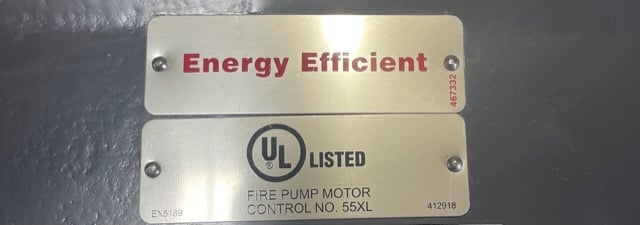 Energy Efficient
467332
UL
®
LISTED
FIRE PUMP MOTOR
CONTROL NO. 55XL
EX5189
412918